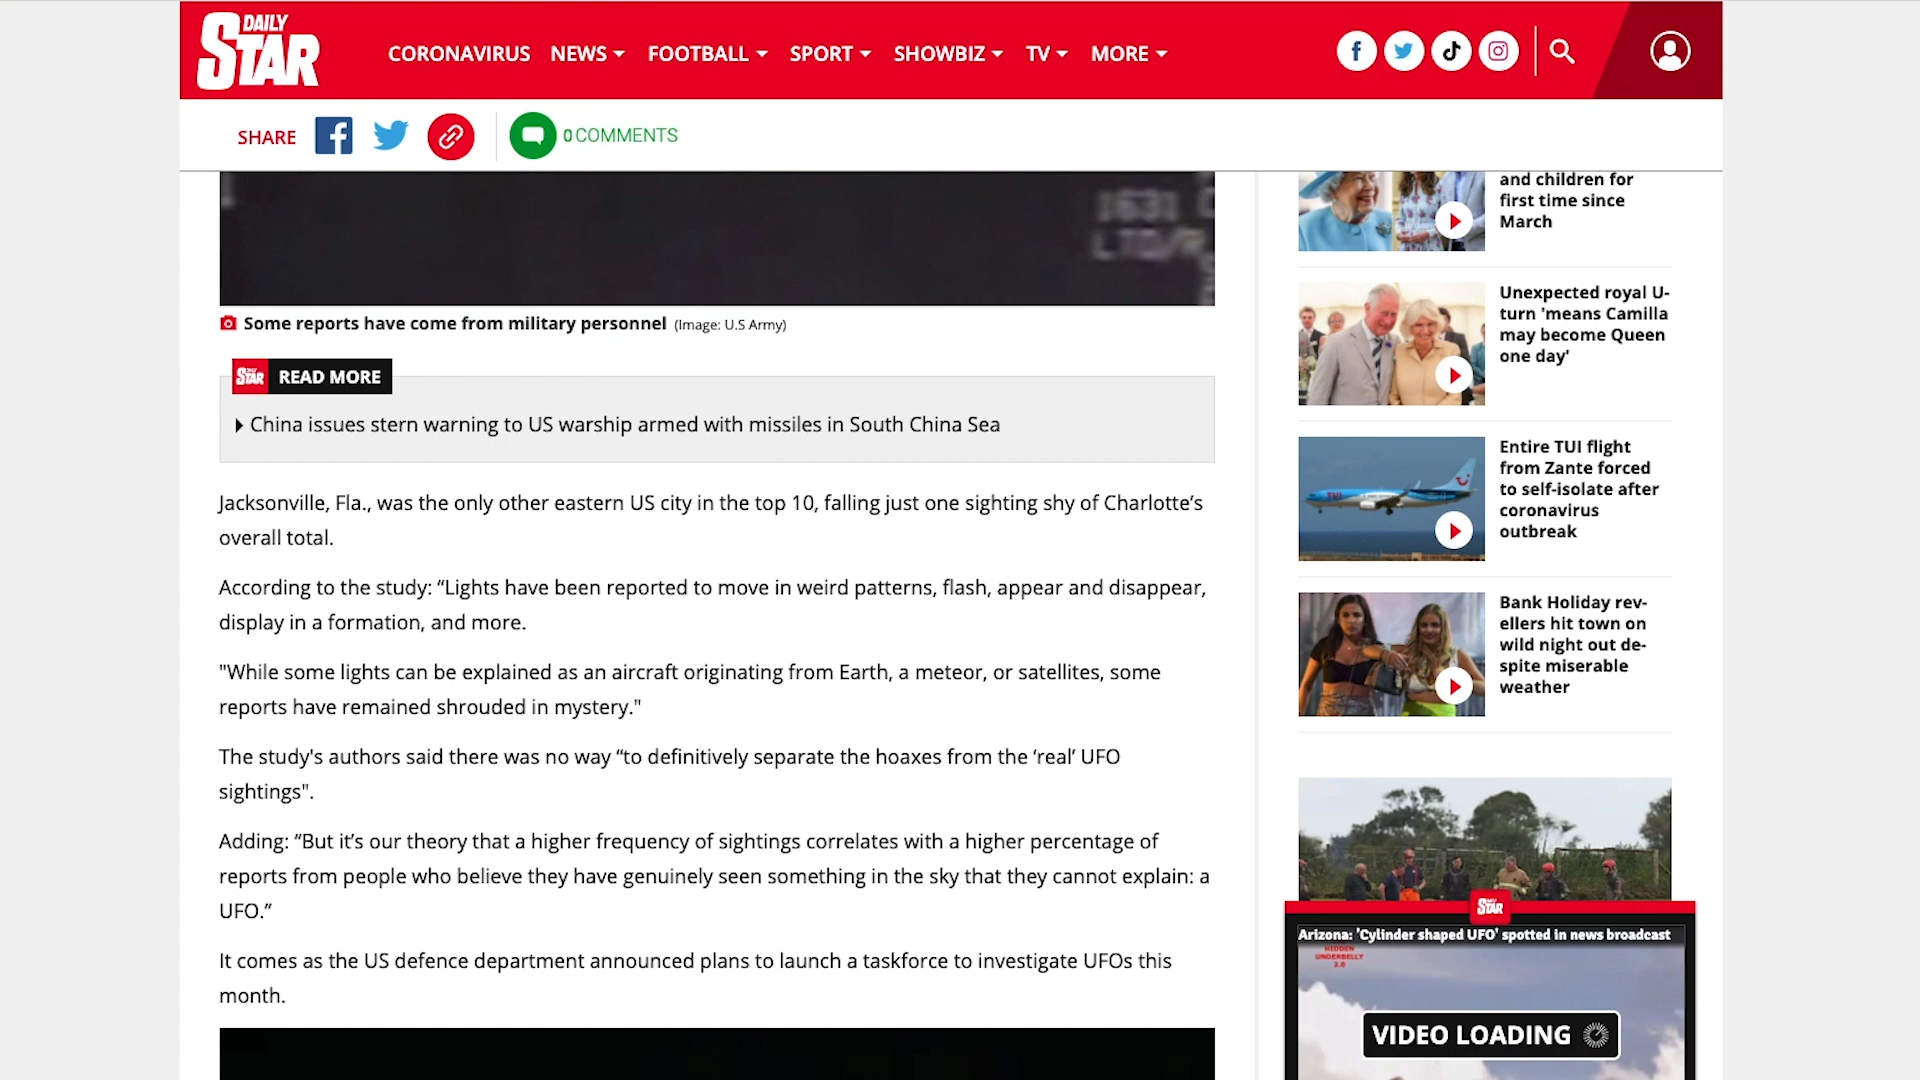 DAILY
STAR
CORONAVIRUS NEWS FOOTBALL SPORT SHOWBIZ TV MORE
SHARE
0 COMMENTS
1631
LTD/R
Some reports have come from military personnel (Image: U.S Army)
STAR READ MORE
China issues stern warning to US warship armed with missiles in South China Sea
Jacksonville, Fla., was the only other eastern US city in the top 10, falling just one sighting shy of Charlotte’s
overall total.
According to the study: “Lights have been reported to move in weird patterns, flash, appear and disappear,
display in a formation, and more.
"While some lights can be explained as an aircraft originating from Earth, a meteor, or satellites, some
reports have remained shrouded in mystery."
The study's authors said there was no way “to definitively separate the hoaxes from the ‘real’ UFO
sightings".
Adding: “But it’s our theory that a higher frequency of sightings correlates with a higher percentage of
reports from people who believe they have genuinely seen something in the sky that they cannot explain: a
UFO.”
It comes as the US defence department announced plans to launch a taskforce to investigate UFOs this
month.
and children for
first time since
March
Unexpected royal U-
turn 'means Camilla
may become Queen
one day'
Entire TUI flight
from Zante forced
to self-isolate after
coronavirus
outbreak
Bank Holiday rev-
ellers hit town on
wild night out de-
spite miserable
weather
STAR
Arizona: 'Cylinder shaped UFO' spotted in news broadcast
HIDDEN
UNDERBELLY
2.0
VIDEO LOADING